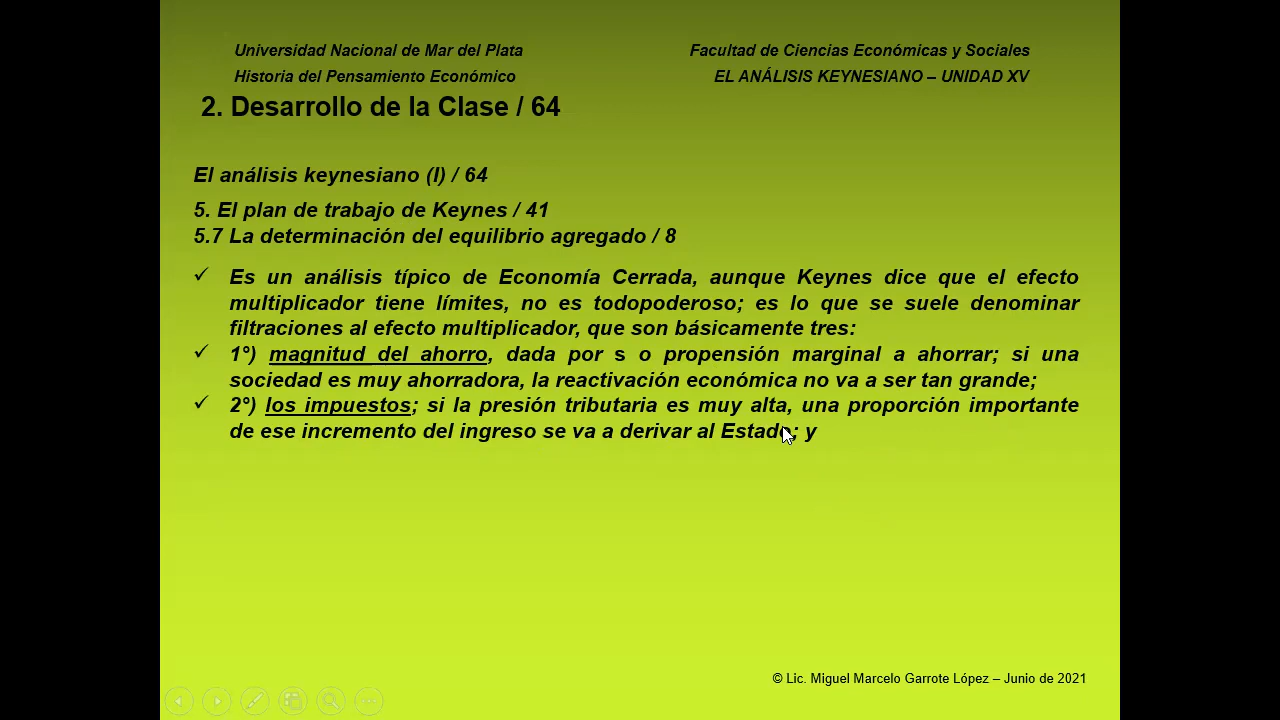 Universidad Nacional de Mar del Plata
Facultad de Ciencias Económicas y Sociales
Historia del Pensamiento Económico
EL ANÁLISIS KEYNESIANO – UNIDAD XV
2. Desarrollo de la Clase / 64
El análisis keynesiano (I) / 64
5. El plan de trabajo de Keynes / 41
5.7 La determinación del equilibrio agregado / 8
✓ Es un análisis típico de Economía Cerrada, aunque Keynes dice que el efecto
multiplicador tiene límites, no es todopoderoso; es lo que se suele denominar
filtraciones al efecto multiplicador, que son básicamente tres:
✓ 1°) magnitud del ahorro, dada por s o propensión marginal a ahorrar; si una
sociedad es muy ahorradora, la reactivación económica no va a ser tan grande;
✓ 2°) los impuestos; si la presión tributaria es muy alta, una proporción importante
de ese incremento del ingreso se va a derivar al Estado; y
© Lic. Miguel Marcelo Garrote López – Junio de 2021